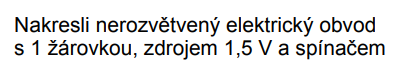 Nakresli nerozvětvený elektrický obvod
s 1 žárovkou, zdrojem 1,5 V a spínačem